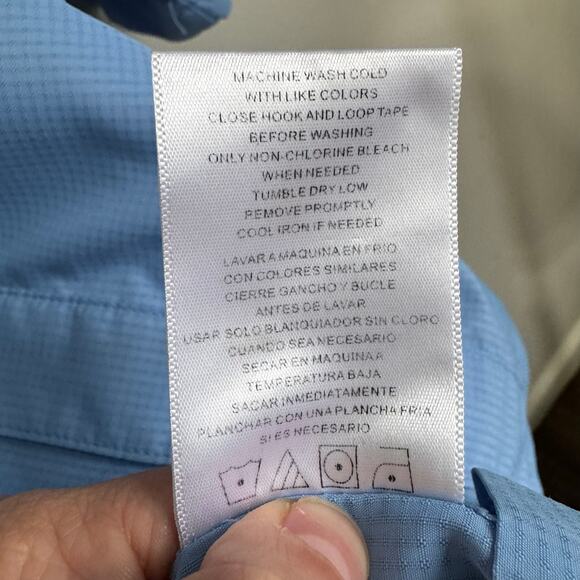 MACHINE WASH COLD
WITH LIKE COLORS
CLOSE HOOK AND LOOP TAPE
BEFORE WASHING
ONLY NON-CHLORINE BLEACH
WHEN NEEDED
TUMBLE DRY LOW
REMOVE PROMPTLY
COOL IRON IF NEEDED
LAVAR A MAQUINA EN FRIO
CON COLORES SIMILARES
CIERRE GANCHO Y BUCLE
ANTES DE LAVAR
USAR SOLO BLANQUIADOR SIN CLORO
CUANDO SEA NECESARIO
SECAR EN MAQUINA A
TEMPERATURA BAJA
SACAR INMEDIATAMENTE
PLANCHAR CON UNA PLANCHA FRIA
SI ES NECESARIO